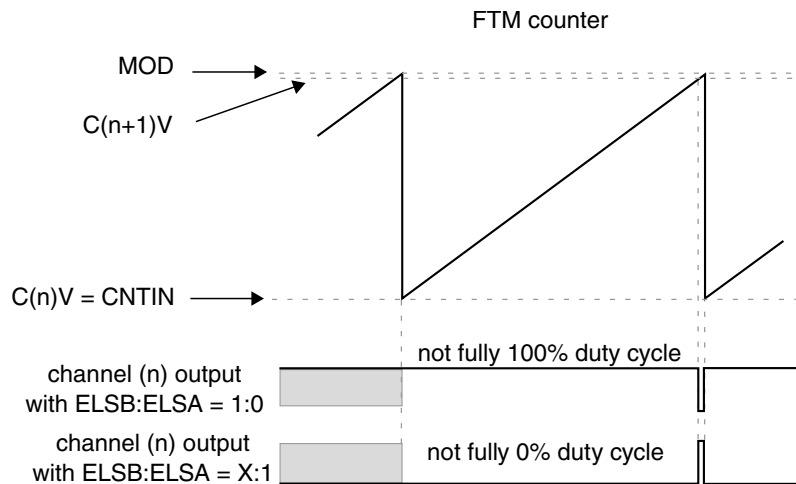 FTM counter
MOD
C(n+1)V
C(n)V = CNTIN
not fully 100% duty cycle
channel (n) output
with ELSB:ELSA = 1:0
channel (n) output
with ELSB:ELSA = X:1
not fully 0% duty cycle